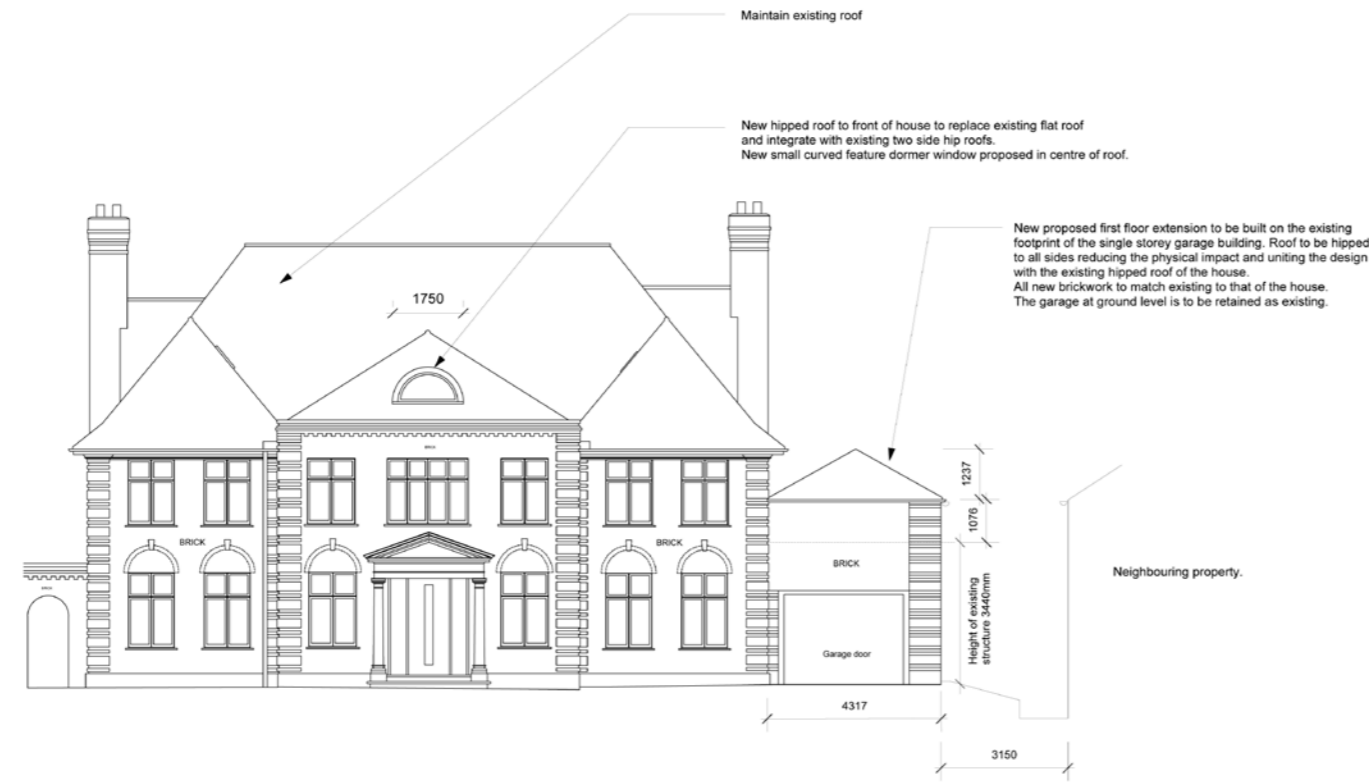 Maintain existing roof
New hipped roof to front of house to replace existing flat roof
and integrate with existing two side hip roofs.
New small curved feature dormer window proposed in centre of roof.
New proposed first floor extension to be built on the existing
footprint of the single storey garage building. Roof to be hipped
to all sides reducing the physical impact and uniting the design
with the existing hipped roof of the house.
All new brickwork to match existing to that of the house.
The garage at ground level is to be retained as existing.
1750
BRICK
1237
1076
BRICK
BRICK
BRICK
Neighbouring property.
BRICK
Height of existing
structure 3440mm
Garage door
4317
3150